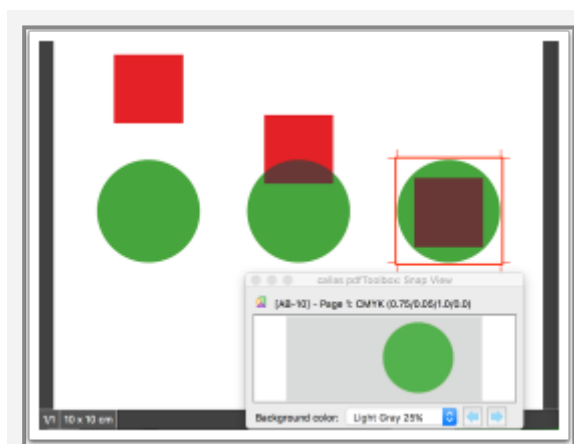 callas pdfToolbox: Snap View
[AB-10] - Page 1: CMYK (0.75/0.05/1.0/0.0)
Background color: Light Gray 25%
1/1 10 x 10 cm